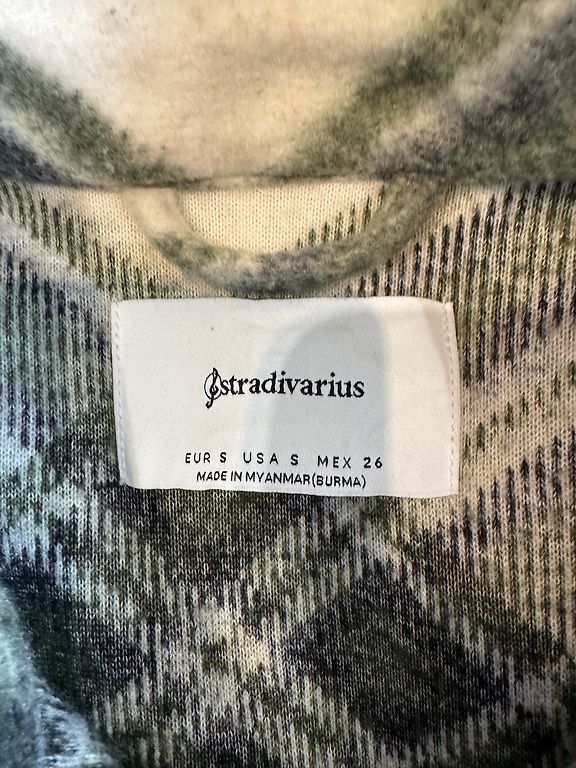 stradivarius
EUR S USA S MEX 26
MADE IN MYANMAR(BURMA)